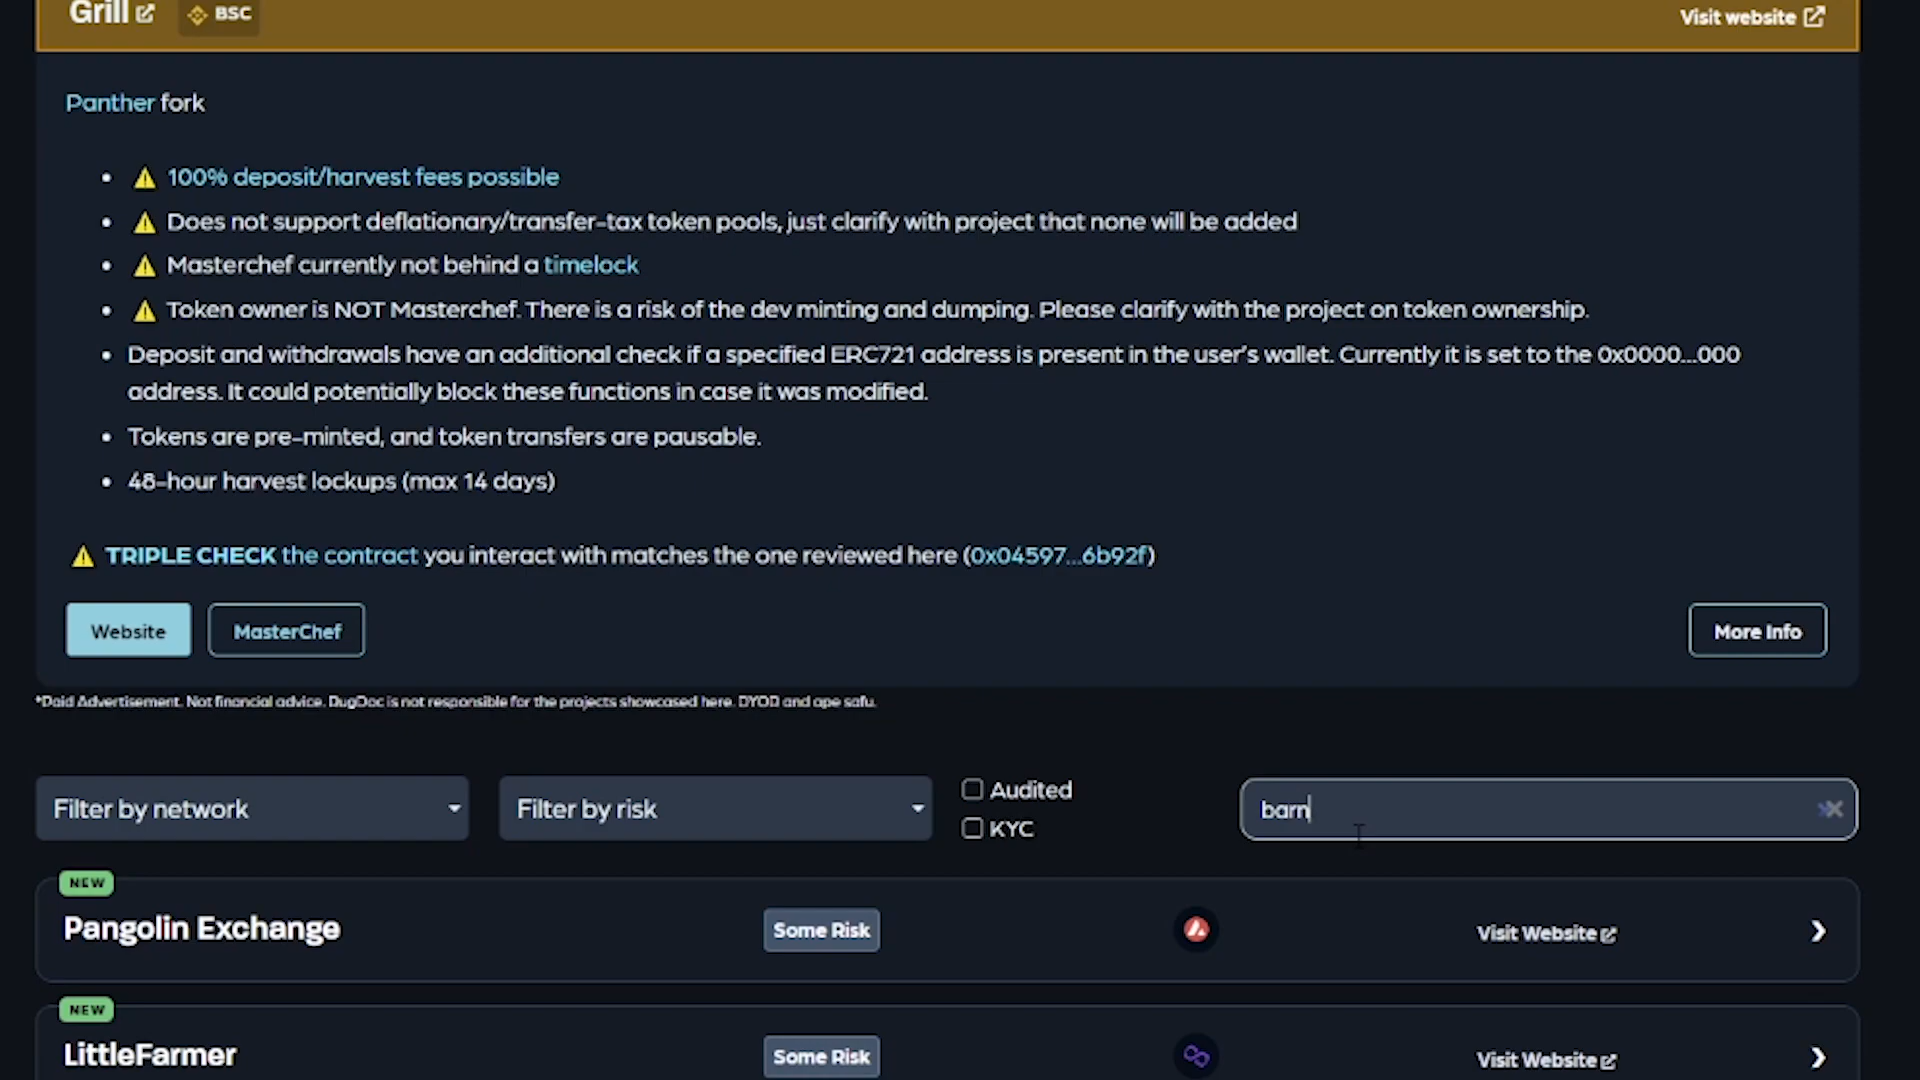 Grill BSC Visit website
Panther fork
100% deposit/harvest fees possible
Does not support deflationary/transfer-tax token pools, just clarify with project that none will be added
Masterchef currently not behind a timelock
Token owner is NOT Masterchef. There is a risk of the dev minting and dumping. Please clarify with the project on token ownership.
Deposit and withdrawals have an additional check if a specified ERC721 address is present in the user's wallet. Currently it is set to the 0x0000...000
address. It could potentially block these functions in case it was modified.
Tokens are pre-minted, and token transfers are pausable.
48-hour harvest lockups (max 14 days)
TRIPLE CHECK the contract you interact with matches the one reviewed here (0x04597...6b92f)
Website MasterChef More Info
*Paid Advertisement. Not financial advice. RugDoc is not responsible for the projects showcased here. DYOR and ape safu.
Filter by network Filter by risk Audited barn
KYC
NEW
Pangolin Exchange Some Risk Visit Website
NEW
LittleFarmer Some Risk Visit Website